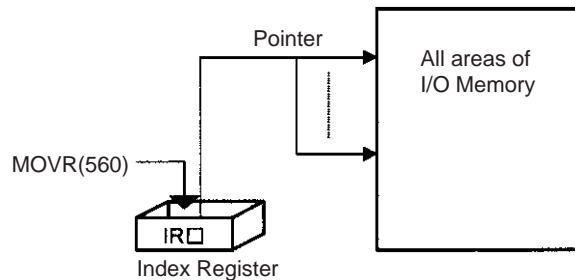 Pointer
All areas of
I/O Memory
MOVR(560)
IR□
Index Register